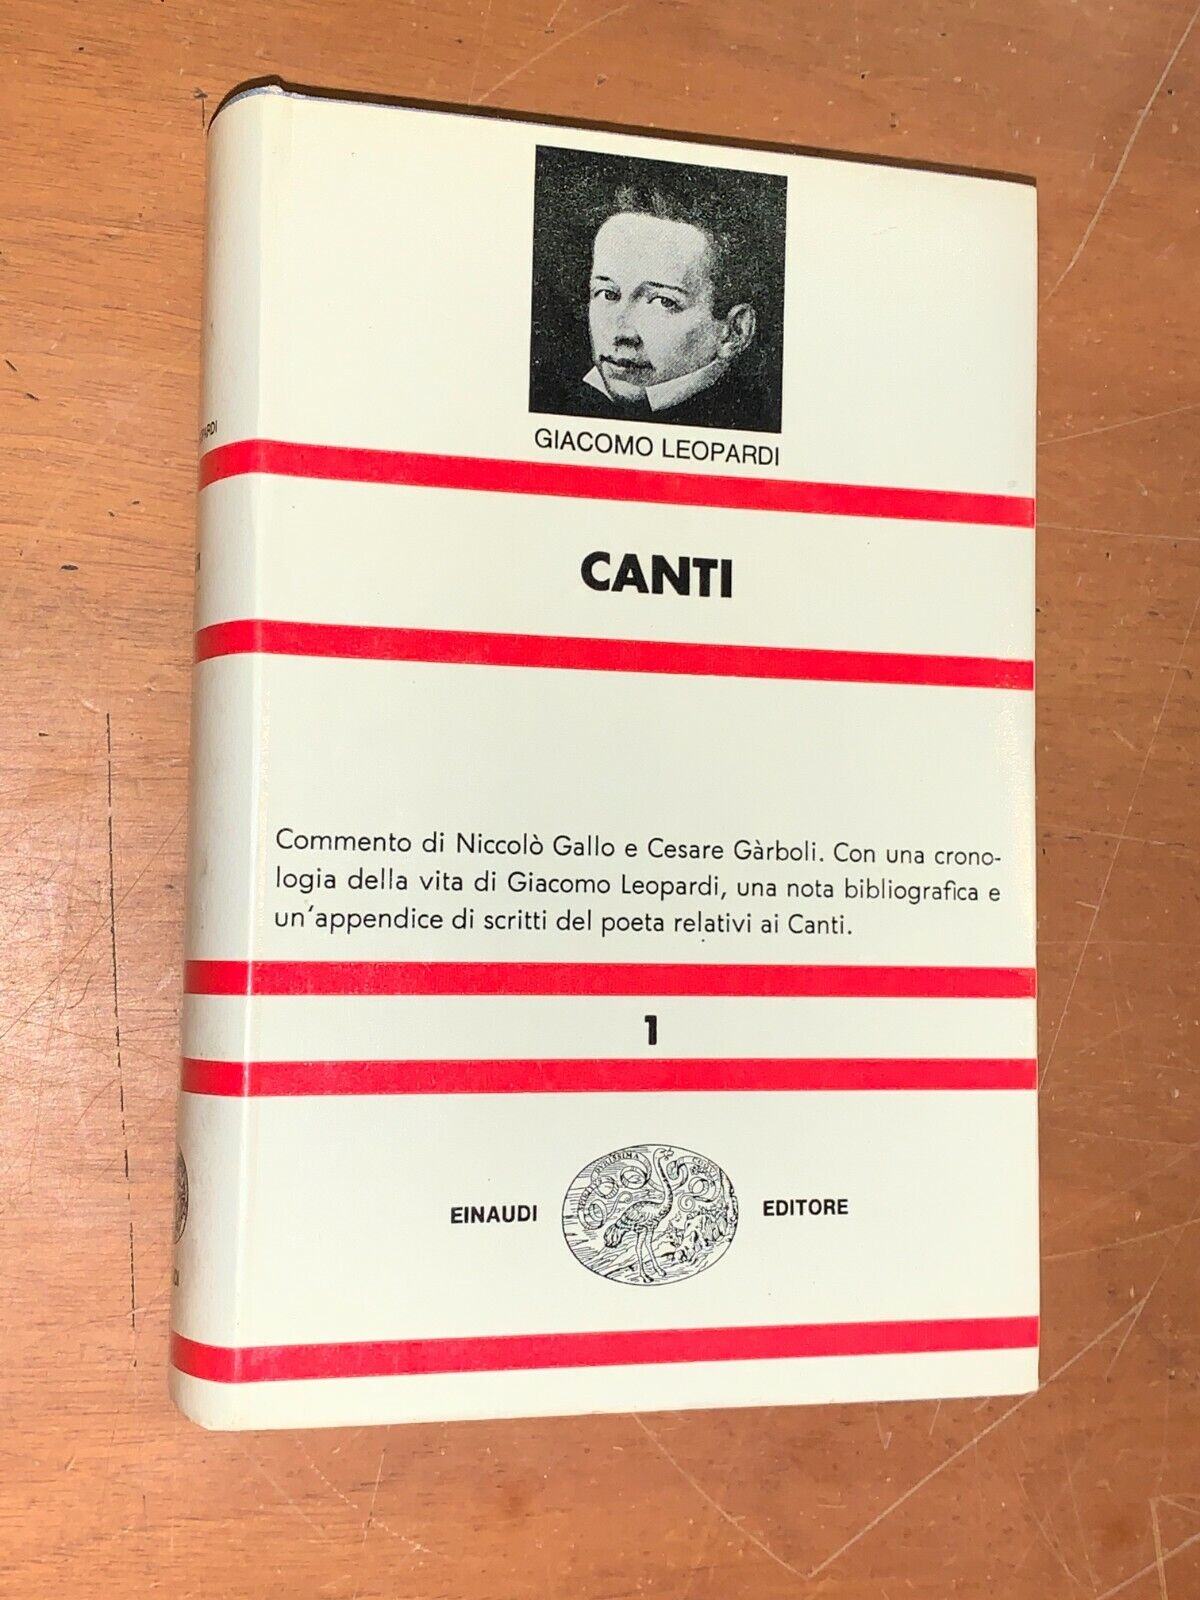 GIACOMO LEOPARDI
CANTI
Commento di Niccolò Gallo e Cesare Gàrboli. Con una crono-
logia della vita di Giacomo Leopardi, una nota bibliografica e
un'appendice di scritti del poeta relativi ai Canti.
1
EINAUDI
EDITORE